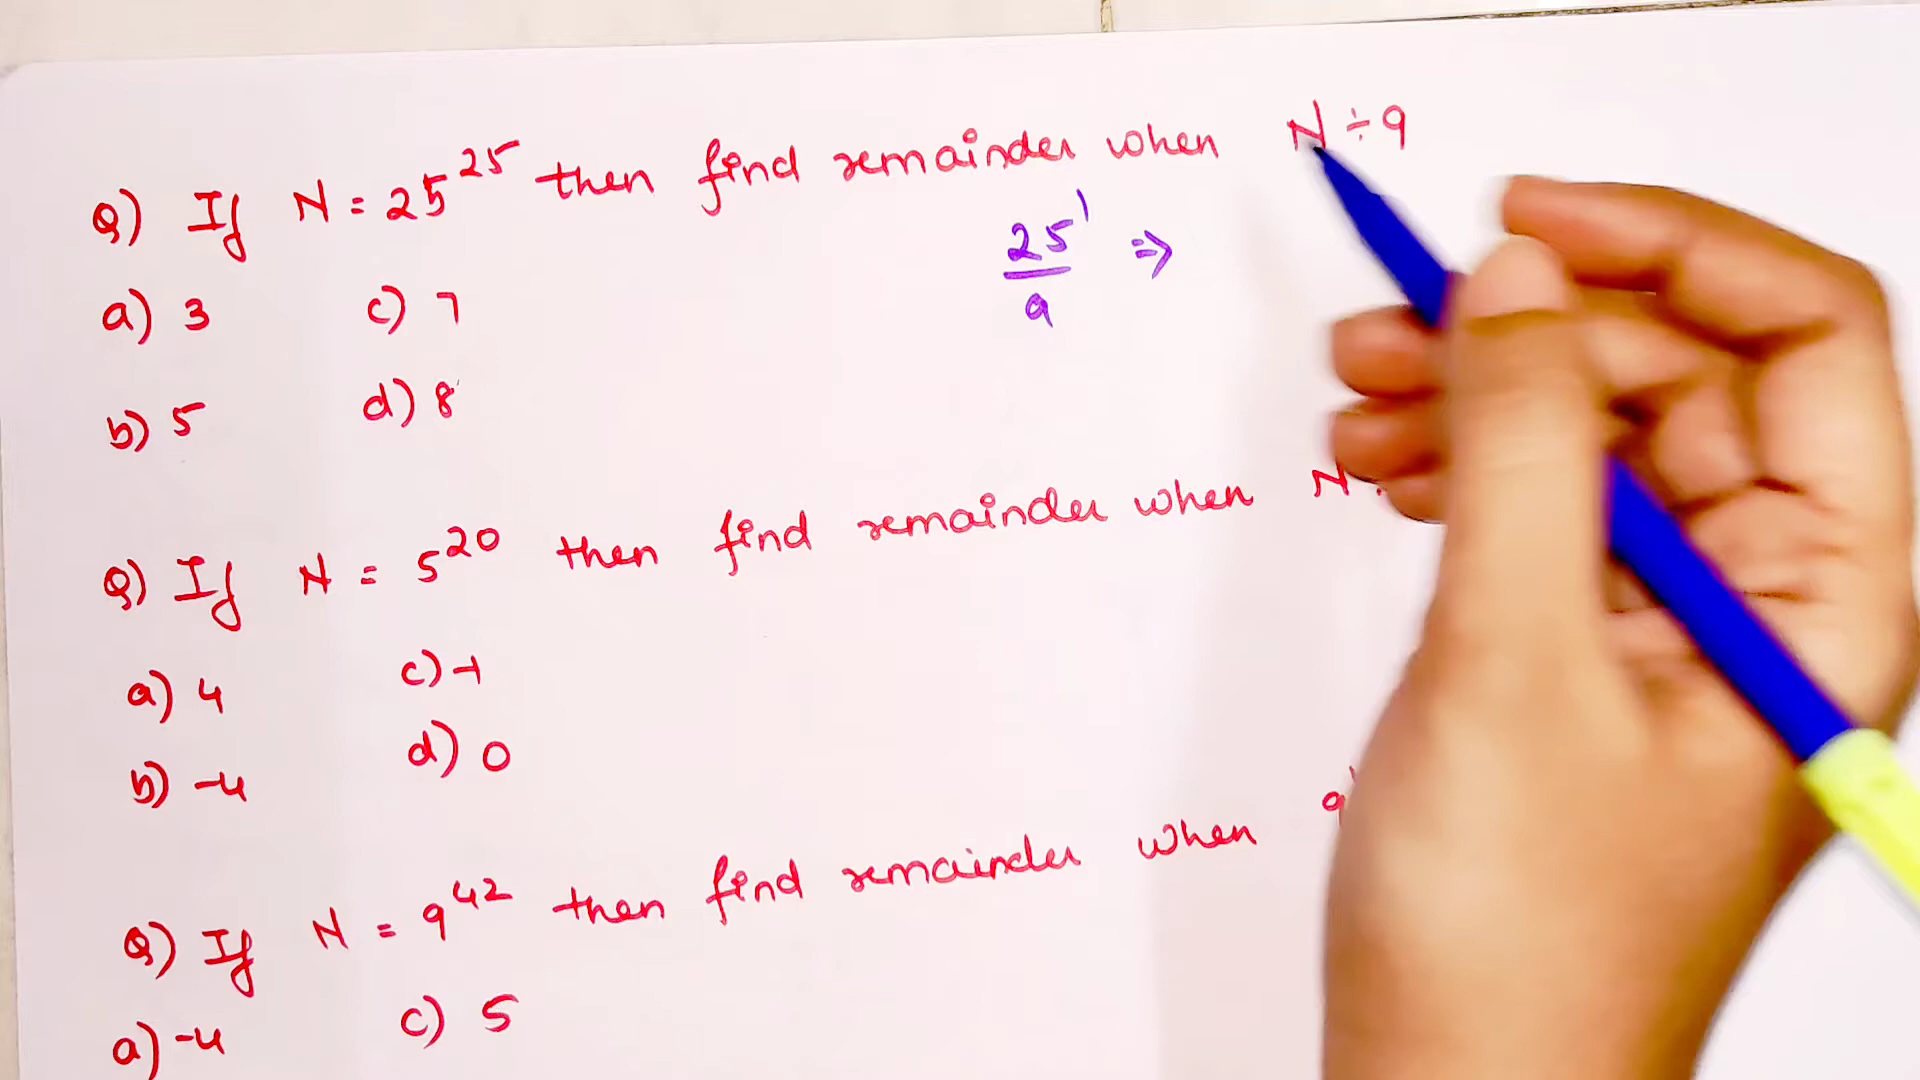 Q) If N = 25^25 then find remainder when N ÷ 9
25^1 / 9 ⇒
a) 3 c) 7
b) 5 d) 8
Q) If N = 5^20 then find remainder when N
a) 4 c) -1
b) -4 d) 0
Q) If N = 9^42 then find remainder when 9
a) -4 c) 5